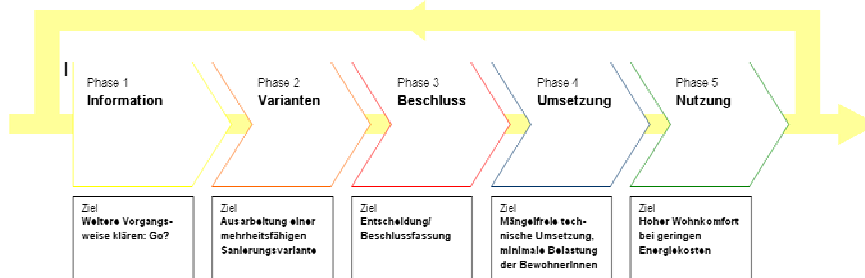 Phase 1
Information
Phase 2
Varianten
Phase 3
Beschluss
Phase 4
Umsetzung
Phase 5
Nutzung
Ziel
Weitere Vorgangs-
weise klären: Go?
Ziel
Ausarbeitung einer
mehrheitsfähigen
Sanierungsvariante
Ziel
Entscheidung/
Beschlussfassung
Ziel
Mängelfreie tech-
nische Umsetzung,
minimale Belastung
der BewohnerInnen
Ziel
Hoher Wohnkomfort
bei geringen
Energiekosten